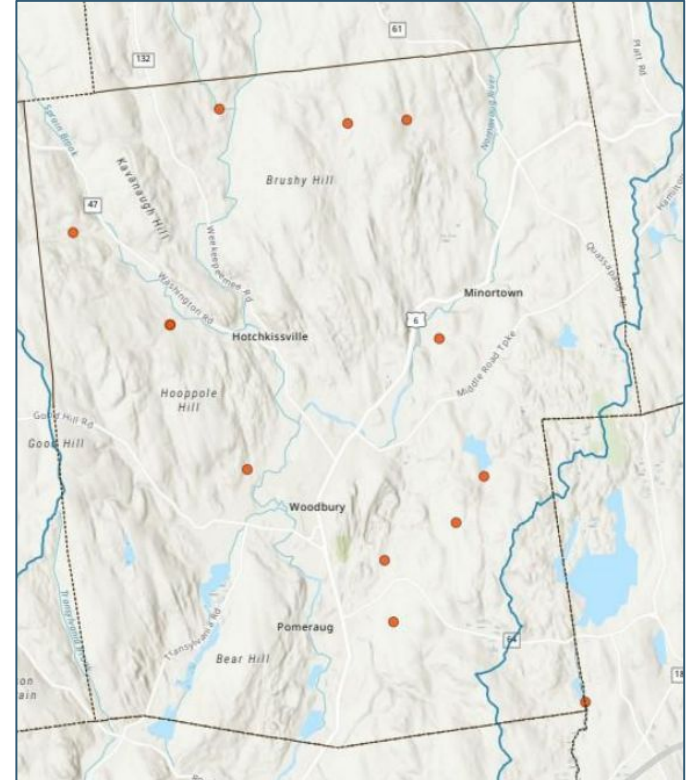 61
132
Platt Rd
Nonnewaug River
Sprain Brook
Kavanaugh Hill
Brushy Hill
47
Hamilton
Weekeepeemee Rd
Quassapaug Rd
Washington Rd
Minortown
6
Hotchkissville
Middle Road Tpke
Hooppole
Hill
Good Hill Rd
Good Hill
Woodbury
Transylvania Brook
Transylvania Rd
Pomeraug
64
Bear Hill
18
on
ain